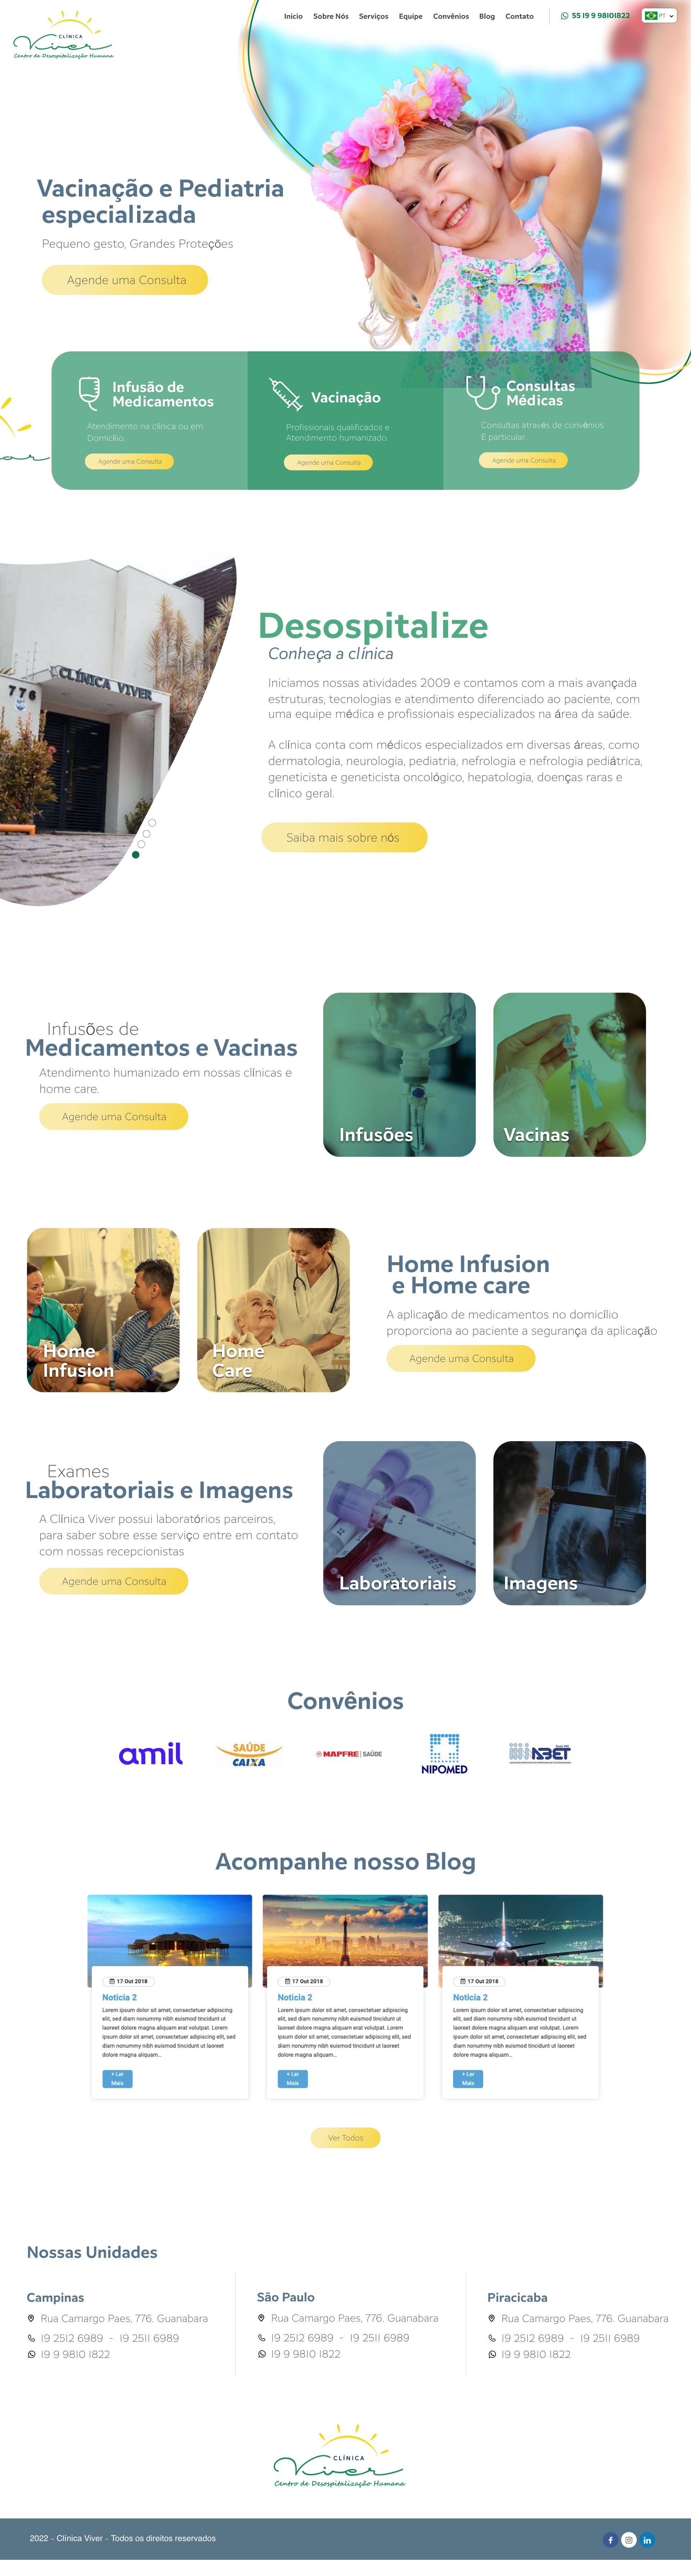 Inicio Sobre Nós Serviços Equipe Convênios Blog Contato 55 19 9 98101822 PT
CLÍNICA
Viver
Centro de Desospitalização Humana
Vacinação e Pediatria
especializada
Pequeno gesto, Grandes Proteções
Agende uma Consulta
Infusão de
Medicamentos
Atendimento na clínica ou em
Domicílio.
Agende uma Consulta
Vacinação
Profissionais qualificados e
Atendimento humanizado.
Agende uma Consulta
Consultas
Médicas
Consultas através de convênios
E particular.
Agende uma Consulta
776
CLÍNICA VIVER
Desospitalize
Conheça a clínica
Iniciamos nossas atividades 2009 e contamos com a mais avançada
estruturas, tecnologias e atendimento diferenciado ao paciente, com
uma equipe médica e profissionais especializados na área da saúde.
A clínica conta com médicos especializados em diversas áreas, como
dermatologia, neurologia, pediatria, nefrologia e nefrologia pediátrica,
geneticista e geneticista oncológico, hepatologia, doenças raras e
clínico geral.
Saiba mais sobre nós
Infusões de
Medicamentos e Vacinas
Atendimento humanizado em nossas clínicas e
home care.
Agende uma Consulta
Infusões
Vacinas
Home
Infusion
Home
Care
Home Infusion
e Home care
A aplicação de medicamentos no domicílio
proporciona ao paciente a segurança da aplicação
Agende uma Consulta
Exames
Laboratoriais e Imagens
A Clínica Viver possui laboratórios parceiros,
para saber sobre esse serviço entre em contato
com nossas recepcionistas
Agende uma Consulta
Laboratoriais
Imagens
Convênios
amil
SAÚDE
CAIXA
MAPFRE SAÚDE
NIPOMED
ABET
Acompanhe nosso Blog
17 Out 2018
Noticia 2
Lorem ipsum dolor sit amet, consectetuer adipiscing
elit, sed diam nonummy nibh euismod tincidunt ut
laoreet dolore magna aliquam erat volutpat. Lorem
ipsum dolor sit amet, consectetuer adipiscing elit, sed
diam nonummy nibh euismod tincidunt ut laoreet
dolore magna aliquam...
+ Ler
Mais
17 Out 2018
Noticia 2
Lorem ipsum dolor sit amet, consectetuer adipiscing
elit, sed diam nonummy nibh euismod tincidunt ut
laoreet dolore magna aliquam erat volutpat. Lorem
ipsum dolor sit amet, consectetuer adipiscing elit, sed
diam nonummy nibh euismod tincidunt ut laoreet
dolore magna aliquam...
+ Ler
Mais
17 Out 2018
Noticia 2
Lorem ipsum dolor sit amet, consectetuer adipiscing
elit, sed diam nonummy nibh euismod tincidunt ut
laoreet dolore magna aliquam erat volutpat. Lorem
ipsum dolor sit amet, consectetuer adipiscing elit, sed
diam nonummy nibh euismod tincidunt ut laoreet
dolore magna aliquam...
+ Ler
Mais
Ver Todos
Nossas Unidades
Campinas
Rua Camargo Paes, 776. Guanabara
19 2512 6989 - 19 2511 6989
19 9 9810 1822
São Paulo
Rua Camargo Paes, 776. Guanabara
19 2512 6989 - 19 2511 6989
19 9 9810 1822
Piracicaba
Rua Camargo Paes, 776. Guanabara
19 2512 6989 - 19 2511 6989
19 9 9810 1822
CLÍNICA
Viver
Centro de Desospitalização Humana
2022 – Clínica Viver – Todos os direitos reservados